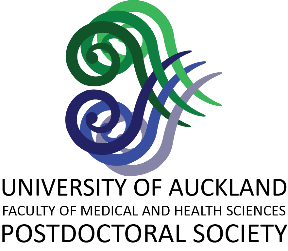 UNIVERSITY OF AUCKLAND
FACULTY OF MEDICAL AND HEALTH SCIENCES
POSTDOCTORAL SOCIETY